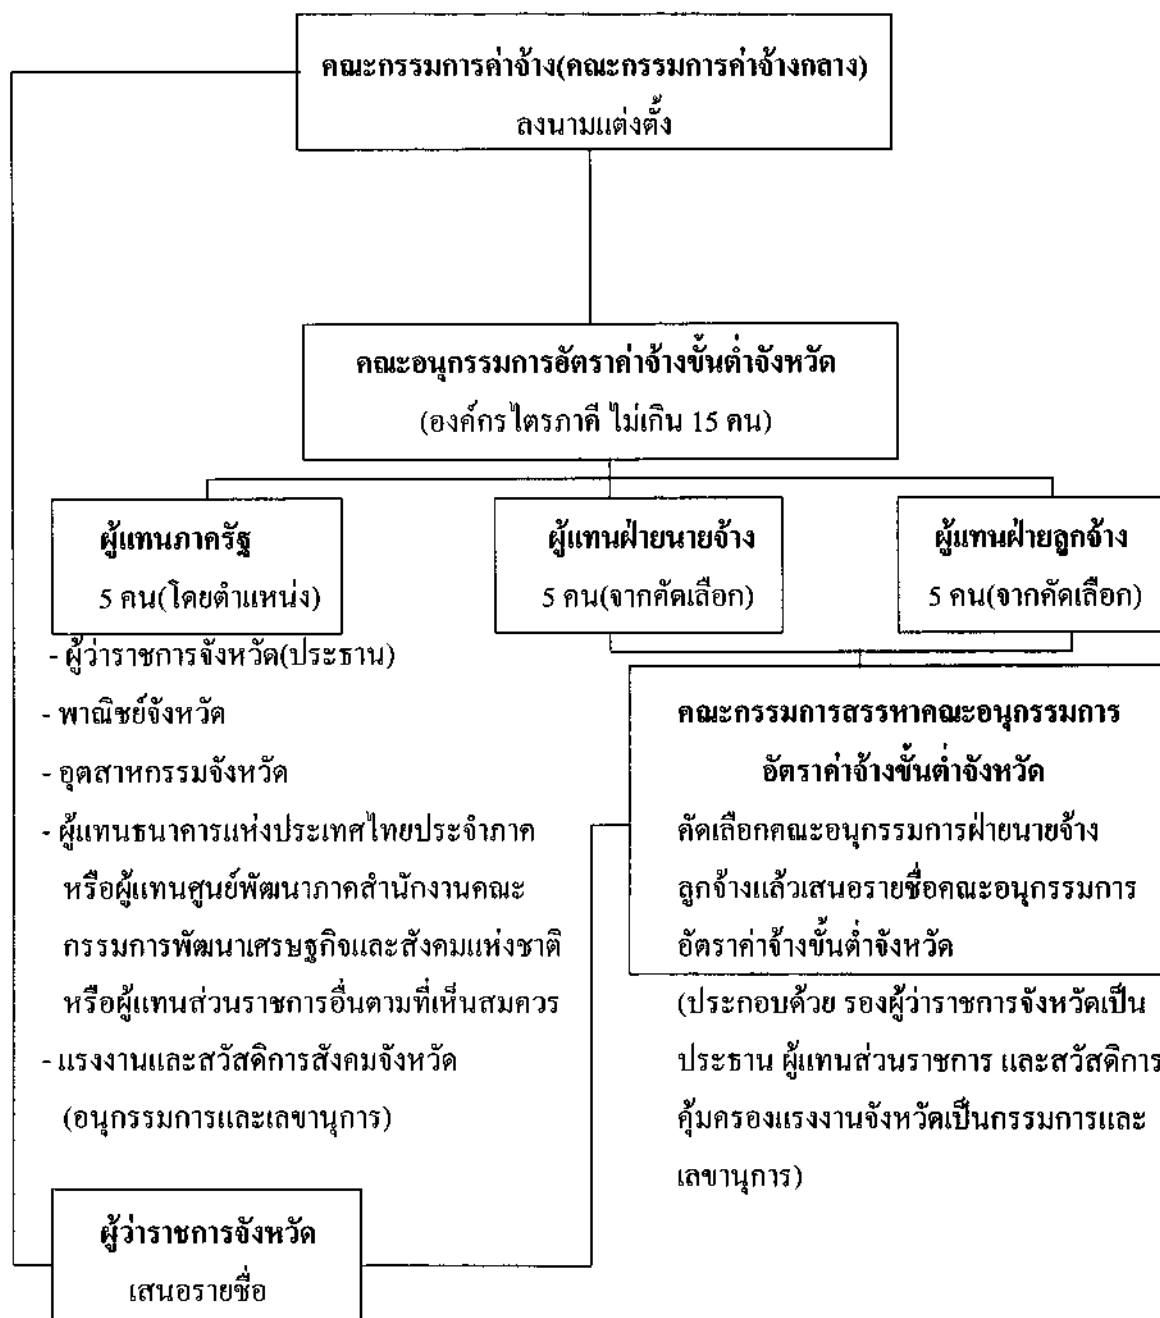 คณะกรรมการค่าจ้าง(คณะกรรมการค่าจ้างกลาง)
ลงนามแต่งตั้ง
คณะอนุกรรมการอัตราค่าจ้างขั้นต่ำจังหวัด
(องค์กรไตรภาคี ไม่เกิน 15 คน)
ผู้แทนภาครัฐ
5 คน(โดยตำแหน่ง)
ผู้แทนฝ่ายนายจ้าง
5 คน(จากคัดเลือก)
ผู้แทนฝ่ายลูกจ้าง
5 คน(จากคัดเลือก)
- ผู้ว่าราชการจังหวัด(ประธาน)
- พาณิชย์จังหวัด
- อุตสาหกรรมจังหวัด
- ผู้แทนธนาคารแห่งประเทศไทยประจำภาค
หรือผู้แทนศูนย์พัฒนาภาคสำนักงานคณะ
กรรมการพัฒนาเศรษฐกิจและสังคมแห่งชาติ
หรือผู้แทนส่วนราชการอื่นตามที่เห็นสมควร
- แรงงานและสวัสดิการสังคมจังหวัด
(อนุกรรมการและเลขานุการ)
คณะกรรมการสรรหาคณะอนุกรรมการ
อัตราค่าจ้างขั้นต่ำจังหวัด
คัดเลือกคณะอนุกรรมการฝ่ายนายจ้าง
ลูกจ้างแล้วเสนอรายชื่อคณะอนุกรรมการ
อัตราค่าจ้างขั้นต่ำจังหวัด
(ประกอบด้วย รองผู้ว่าราชการจังหวัดเป็น
ประธาน ผู้แทนส่วนราชการ และสวัสดิการ
คุ้มครองแรงงานจังหวัดเป็นกรรมการและ
เลขานุการ)
ผู้ว่าราชการจังหวัด
เสนอรายชื่อ